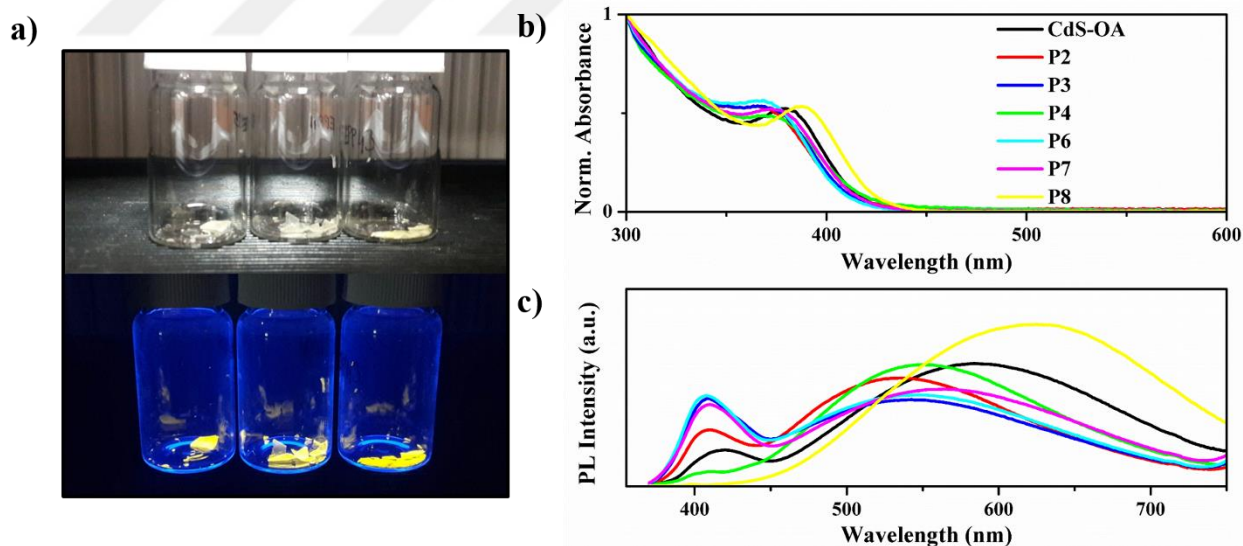 a)
b)
Norm. Absorbance
1
0
300
400
500
600
Wavelength (nm)
CdS-OA
P2
P3
P4
P6
P7
P8
c)
PL Intensity (a.u.)
400
500
600
700
Wavelength (nm)